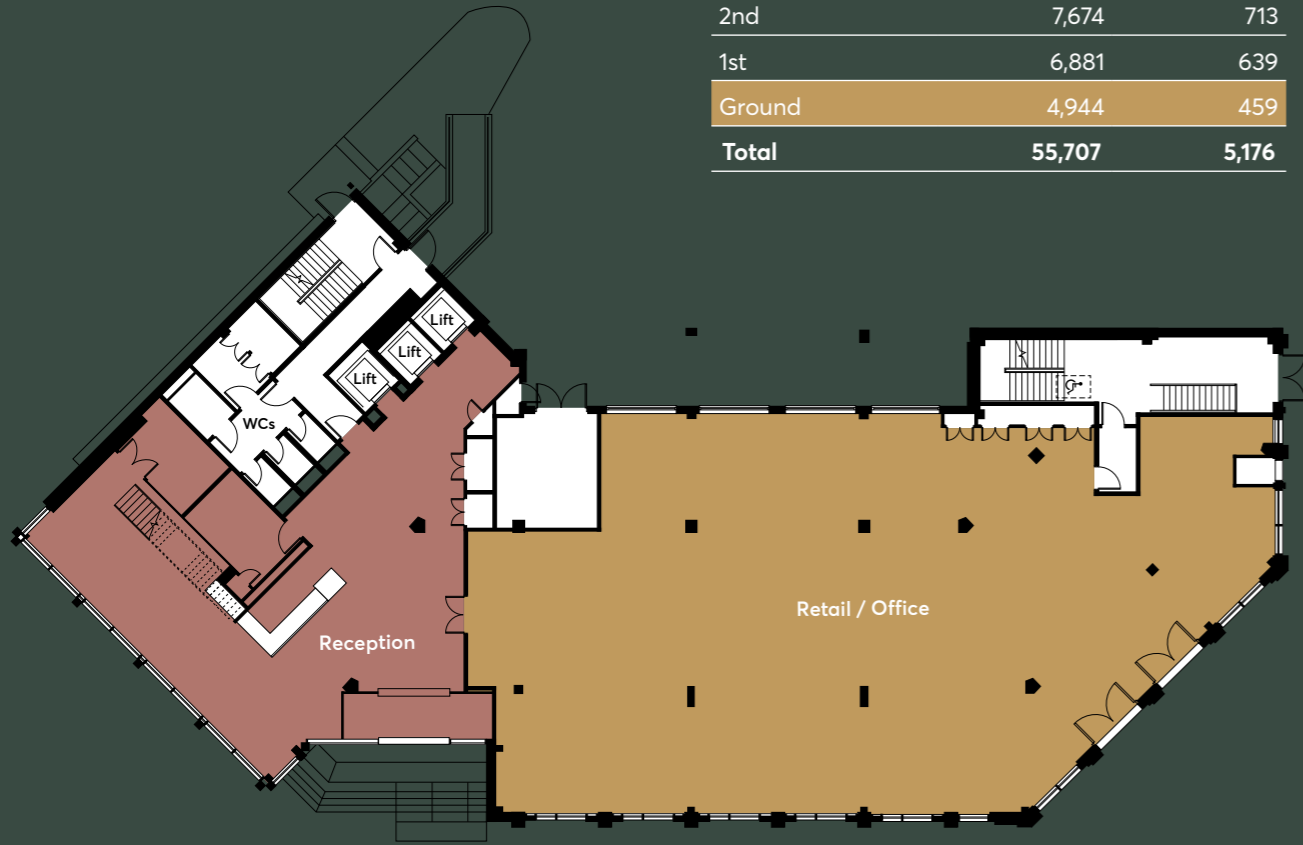 2nd 7,674 713
1st 6,881 639
Ground 4,944 459
Total 55,707 5,176
Lift
Lift
Lift
WCs
Retail / Office
Reception